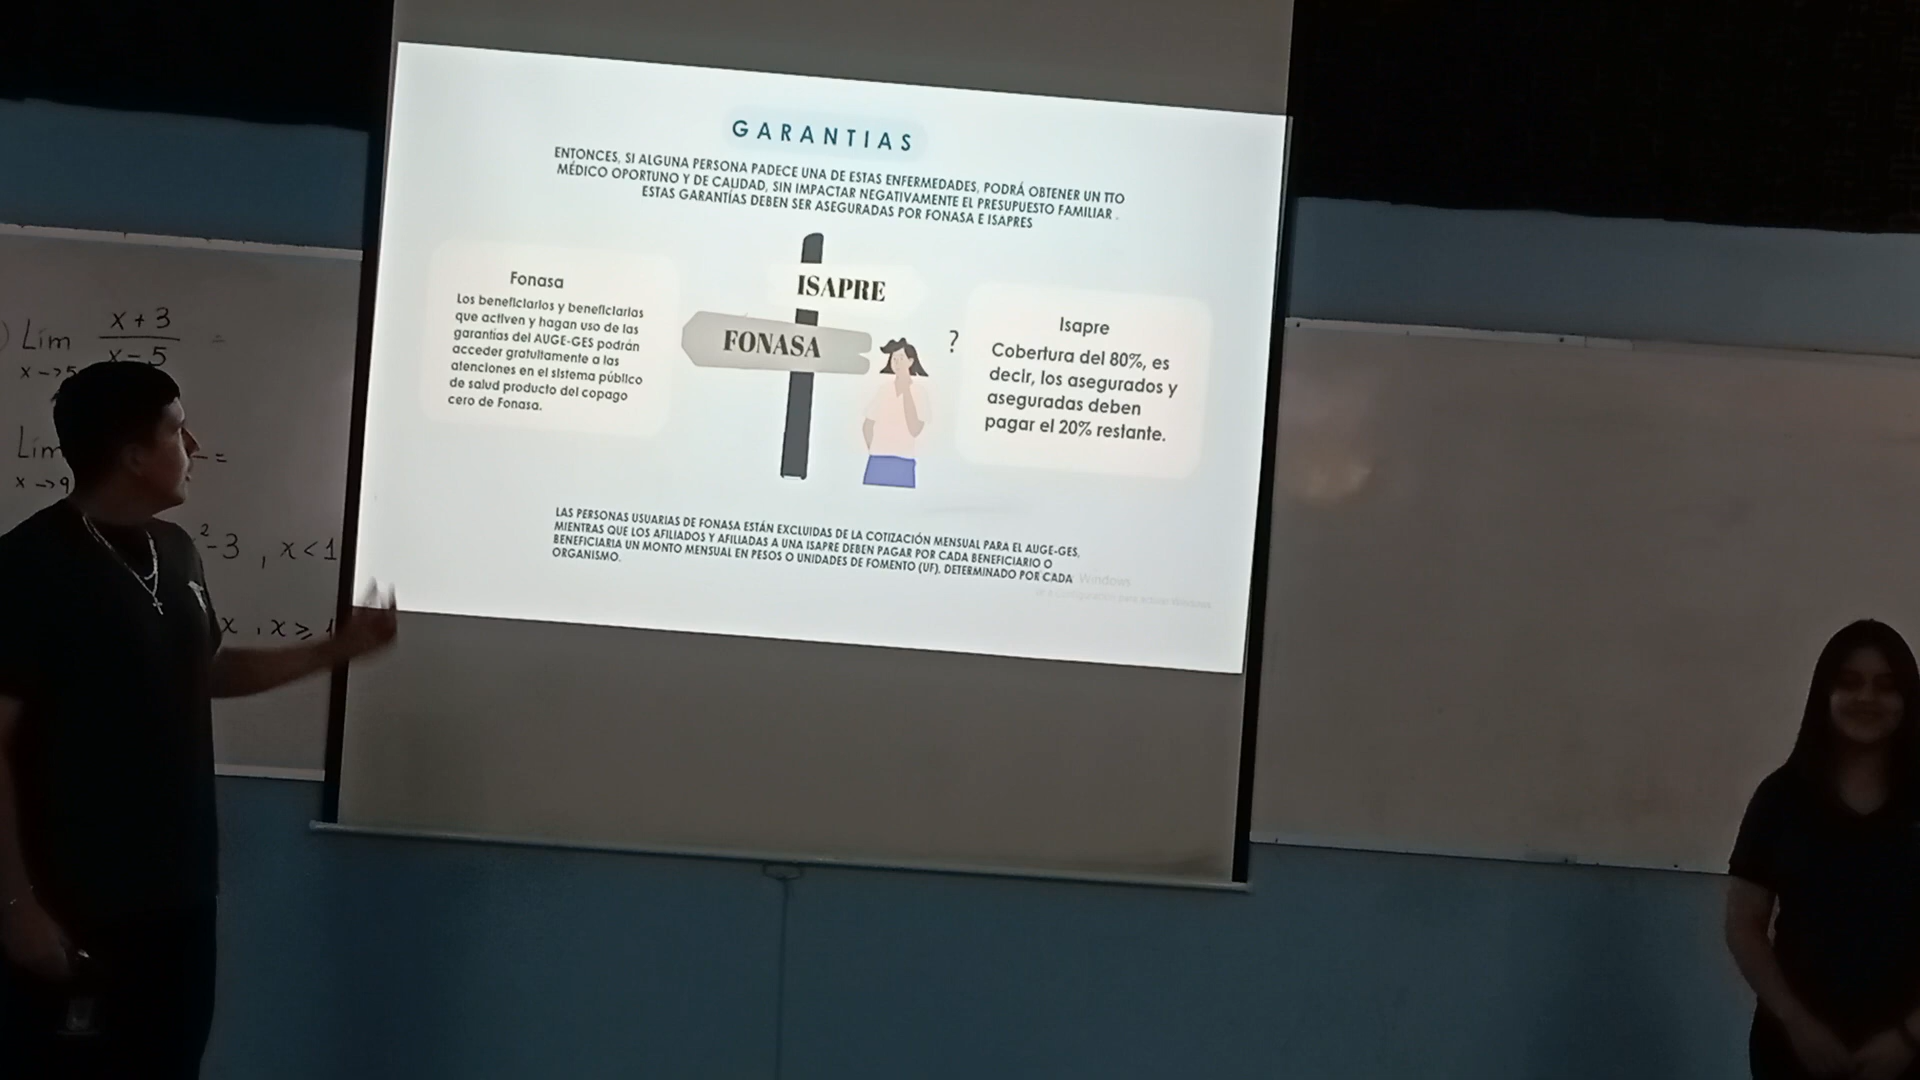 GARANTIAS
ENTONCES, SI ALGUNA PERSONA PADECE UNA DE ESTAS ENFERMEDADES, PODRÁ OBTENER UN TTO
MÉDICO OPORTUNO Y DE CALIDAD, SIN IMPACTAR NEGATIVAMENTE EL PRESUPUESTO FAMILIAR .
ESTAS GARANTÍAS DEBEN SER ASEGURADAS POR FONASA E ISAPRES
Fonasa
Los beneficiarios y beneficiarias
que activen y hagan uso de las
garantías del AUGE-GES podrán
acceder gratuitamente a las
atenciones en el sistema público
de salud producto del copago
cero de Fonasa.
ISAPRE
FONASA
?
Isapre
Cobertura del 80%, es
decir, los asegurados y
aseguradas deben
pagar el 20% restante.
LAS PERSONAS USUARIAS DE FONASA ESTÁN EXCLUIDAS DE LA COTIZACIÓN MENSUAL PARA EL AUGE-GES,
MIENTRAS QUE LOS AFILIADOS Y AFILIADAS A UNA ISAPRE DEBEN PAGAR POR CADA BENEFICIARIO O
BENEFICIARIA UN MONTO MENSUAL EN PESOS O UNIDADES DE FOMENTO (UF), DETERMINADO POR CADA
ORGANISMO.
Windows
Lim x + 3 =
x - 5
x -> 5
Lim =
x -> 9
2
-3 , x < 1
x , x ≥ 1